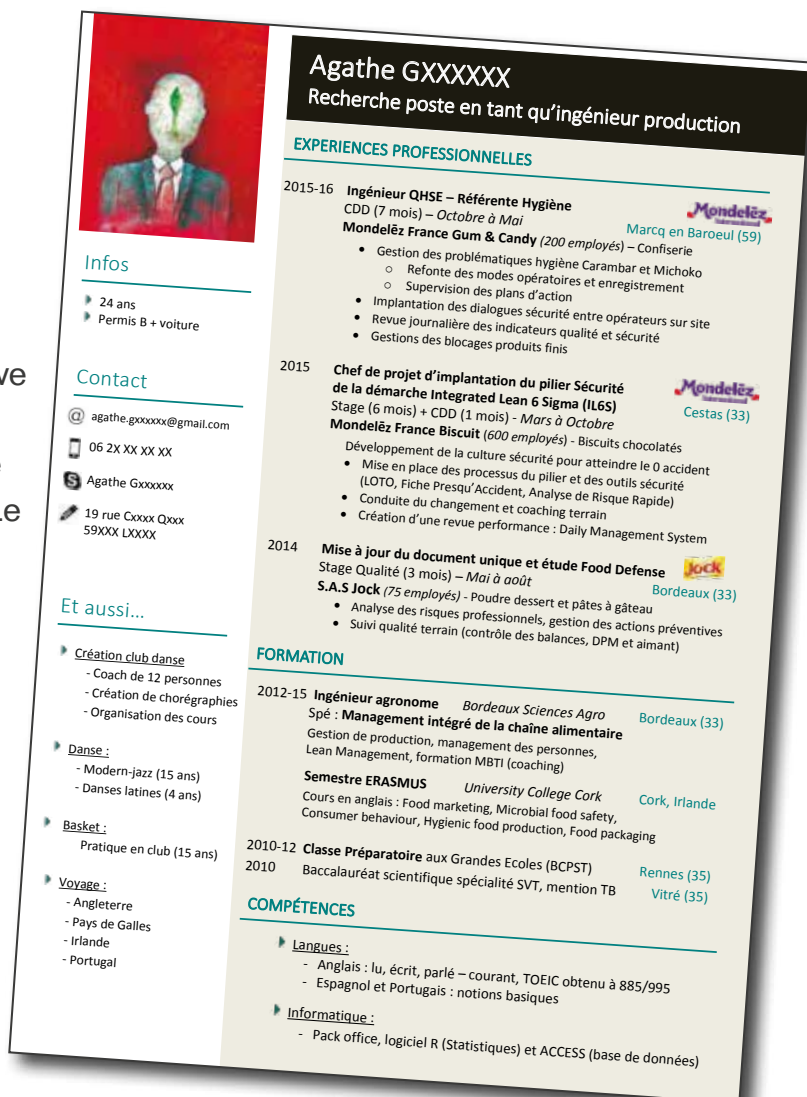 ve
e
Le
Infos
24 ans
Permis B + voiture
Contact
@ agathe.gxxxxxx@gmail.com
06 2X XX XX XX
Agathe Gxxxxxx
19 rue Cxxxx Qxxx
59XXX LXXXX
Et aussi...
Création club danse
- Coach de 12 personnes
- Création de chorégraphies
- Organisation des cours
Danse :
- Modern-jazz (15 ans)
- Danses latines (4 ans)
Basket :
Pratique en club (15 ans)
Voyage :
- Angleterre
- Pays de Galles
- Irlande
- Portugal
Agathe GXXXXXX
Recherche poste en tant qu'ingénieur production
EXPERIENCES PROFESSIONNELLES
2015-16 Ingénieur QHSE – Référente Hygiène
CDD (7 mois) – Octobre à Mai
Mondelēz
International
Marcq en Baroeul (59)
Mondelēz France Gum & Candy (200 employés) – Confiserie
• Gestion des problématiques hygiène Carambar et Michoko
o Refonte des modes opératoires et enregistrement
o Supervision des plans d'action
• Implantation des dialogues sécurité entre opérateurs sur site
• Revue journalière des indicateurs qualité et sécurité
• Gestions des blocages produits finis
2015 Chef de projet d'implantation du pilier Sécurité
de la démarche Integrated Lean 6 Sigma (IL6S)
Mondelēz
International
Stage (6 mois) + CDD (1 mois) - Mars à Octobre Cestas (33)
Mondelēz France Biscuit (600 employés) - Biscuits chocolatés
Développement de la culture sécurité pour atteindre le 0 accident
• Mise en place des processus du pilier et des outils sécurité
(LOTO, Fiche Presqu'Accident, Analyse de Risque Rapide)
• Conduite du changement et coaching terrain
• Création d'une revue performance : Daily Management System
2014 Mise à jour du document unique et étude Food Defense
Jock
Stage Qualité (3 mois) – Mai à août Bordeaux (33)
S.A.S Jock (75 employés) - Poudre dessert et pâtes à gâteau
• Analyse des risques professionnels, gestion des actions préventives
• Suivi qualité terrain (contrôle des balances, DPM et aimant)
FORMATION
2012-15 Ingénieur agronome Bordeaux Sciences Agro Bordeaux (33)
Spé : Management intégré de la chaîne alimentaire
Gestion de production, management des personnes,
Lean Management, formation MBTI (coaching)
Semestre ERASMUS University College Cork Cork, Irlande
Cours en anglais : Food marketing, Microbial food safety,
Consumer behaviour, Hygienic food production, Food packaging
2010-12 Classe Préparatoire aux Grandes Ecoles (BCPST) Rennes (35)
2010 Baccalauréat scientifique spécialité SVT, mention TB Vitré (35)
COMPÉTENCES
Langues :
- Anglais : lu, écrit, parlé – courant, TOEIC obtenu à 885/995
- Espagnol et Portugais : notions basiques
Informatique :
- Pack office, logiciel R (Statistiques) et ACCESS (base de données)